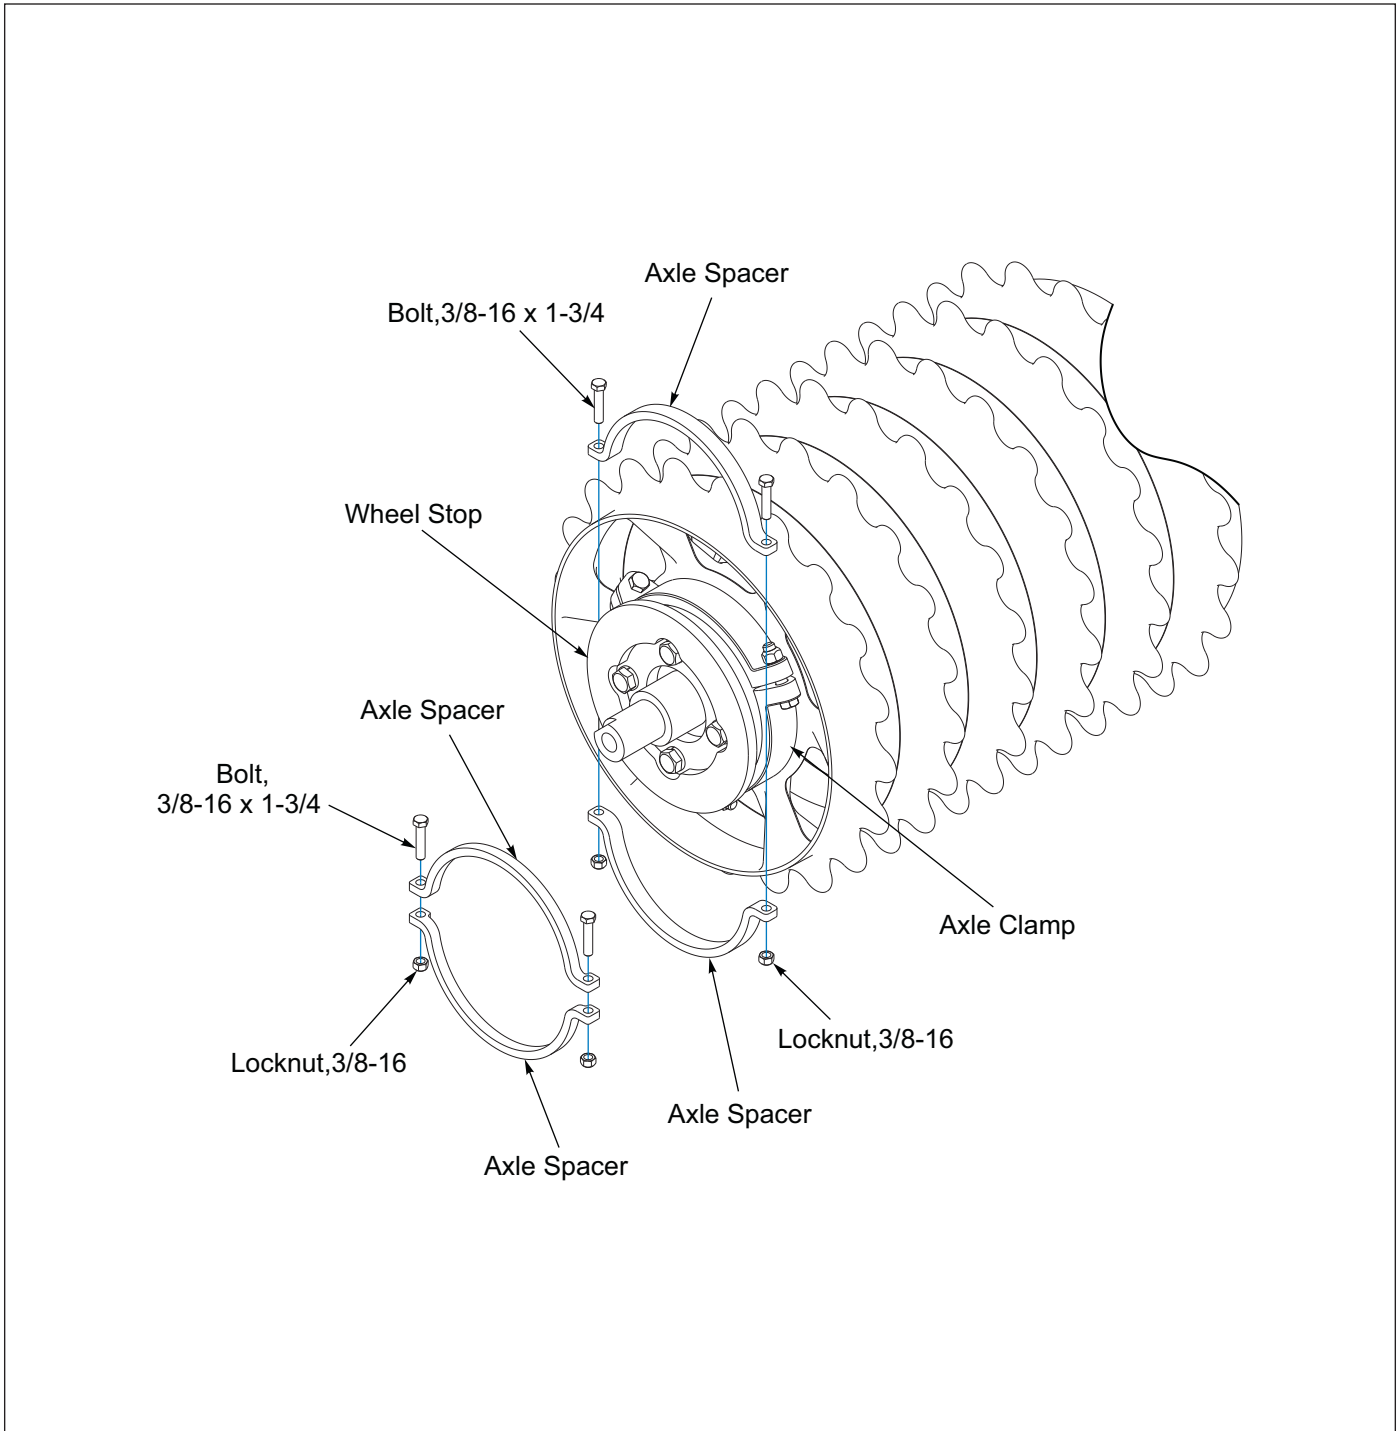 Axle Spacer
Bolt,3/8-16 x 1-3/4
Wheel Stop
Axle Spacer
Bolt,
3/8-16 x 1-3/4
Axle Clamp
Locknut,3/8-16
Locknut,3/8-16
Axle Spacer
Axle Spacer